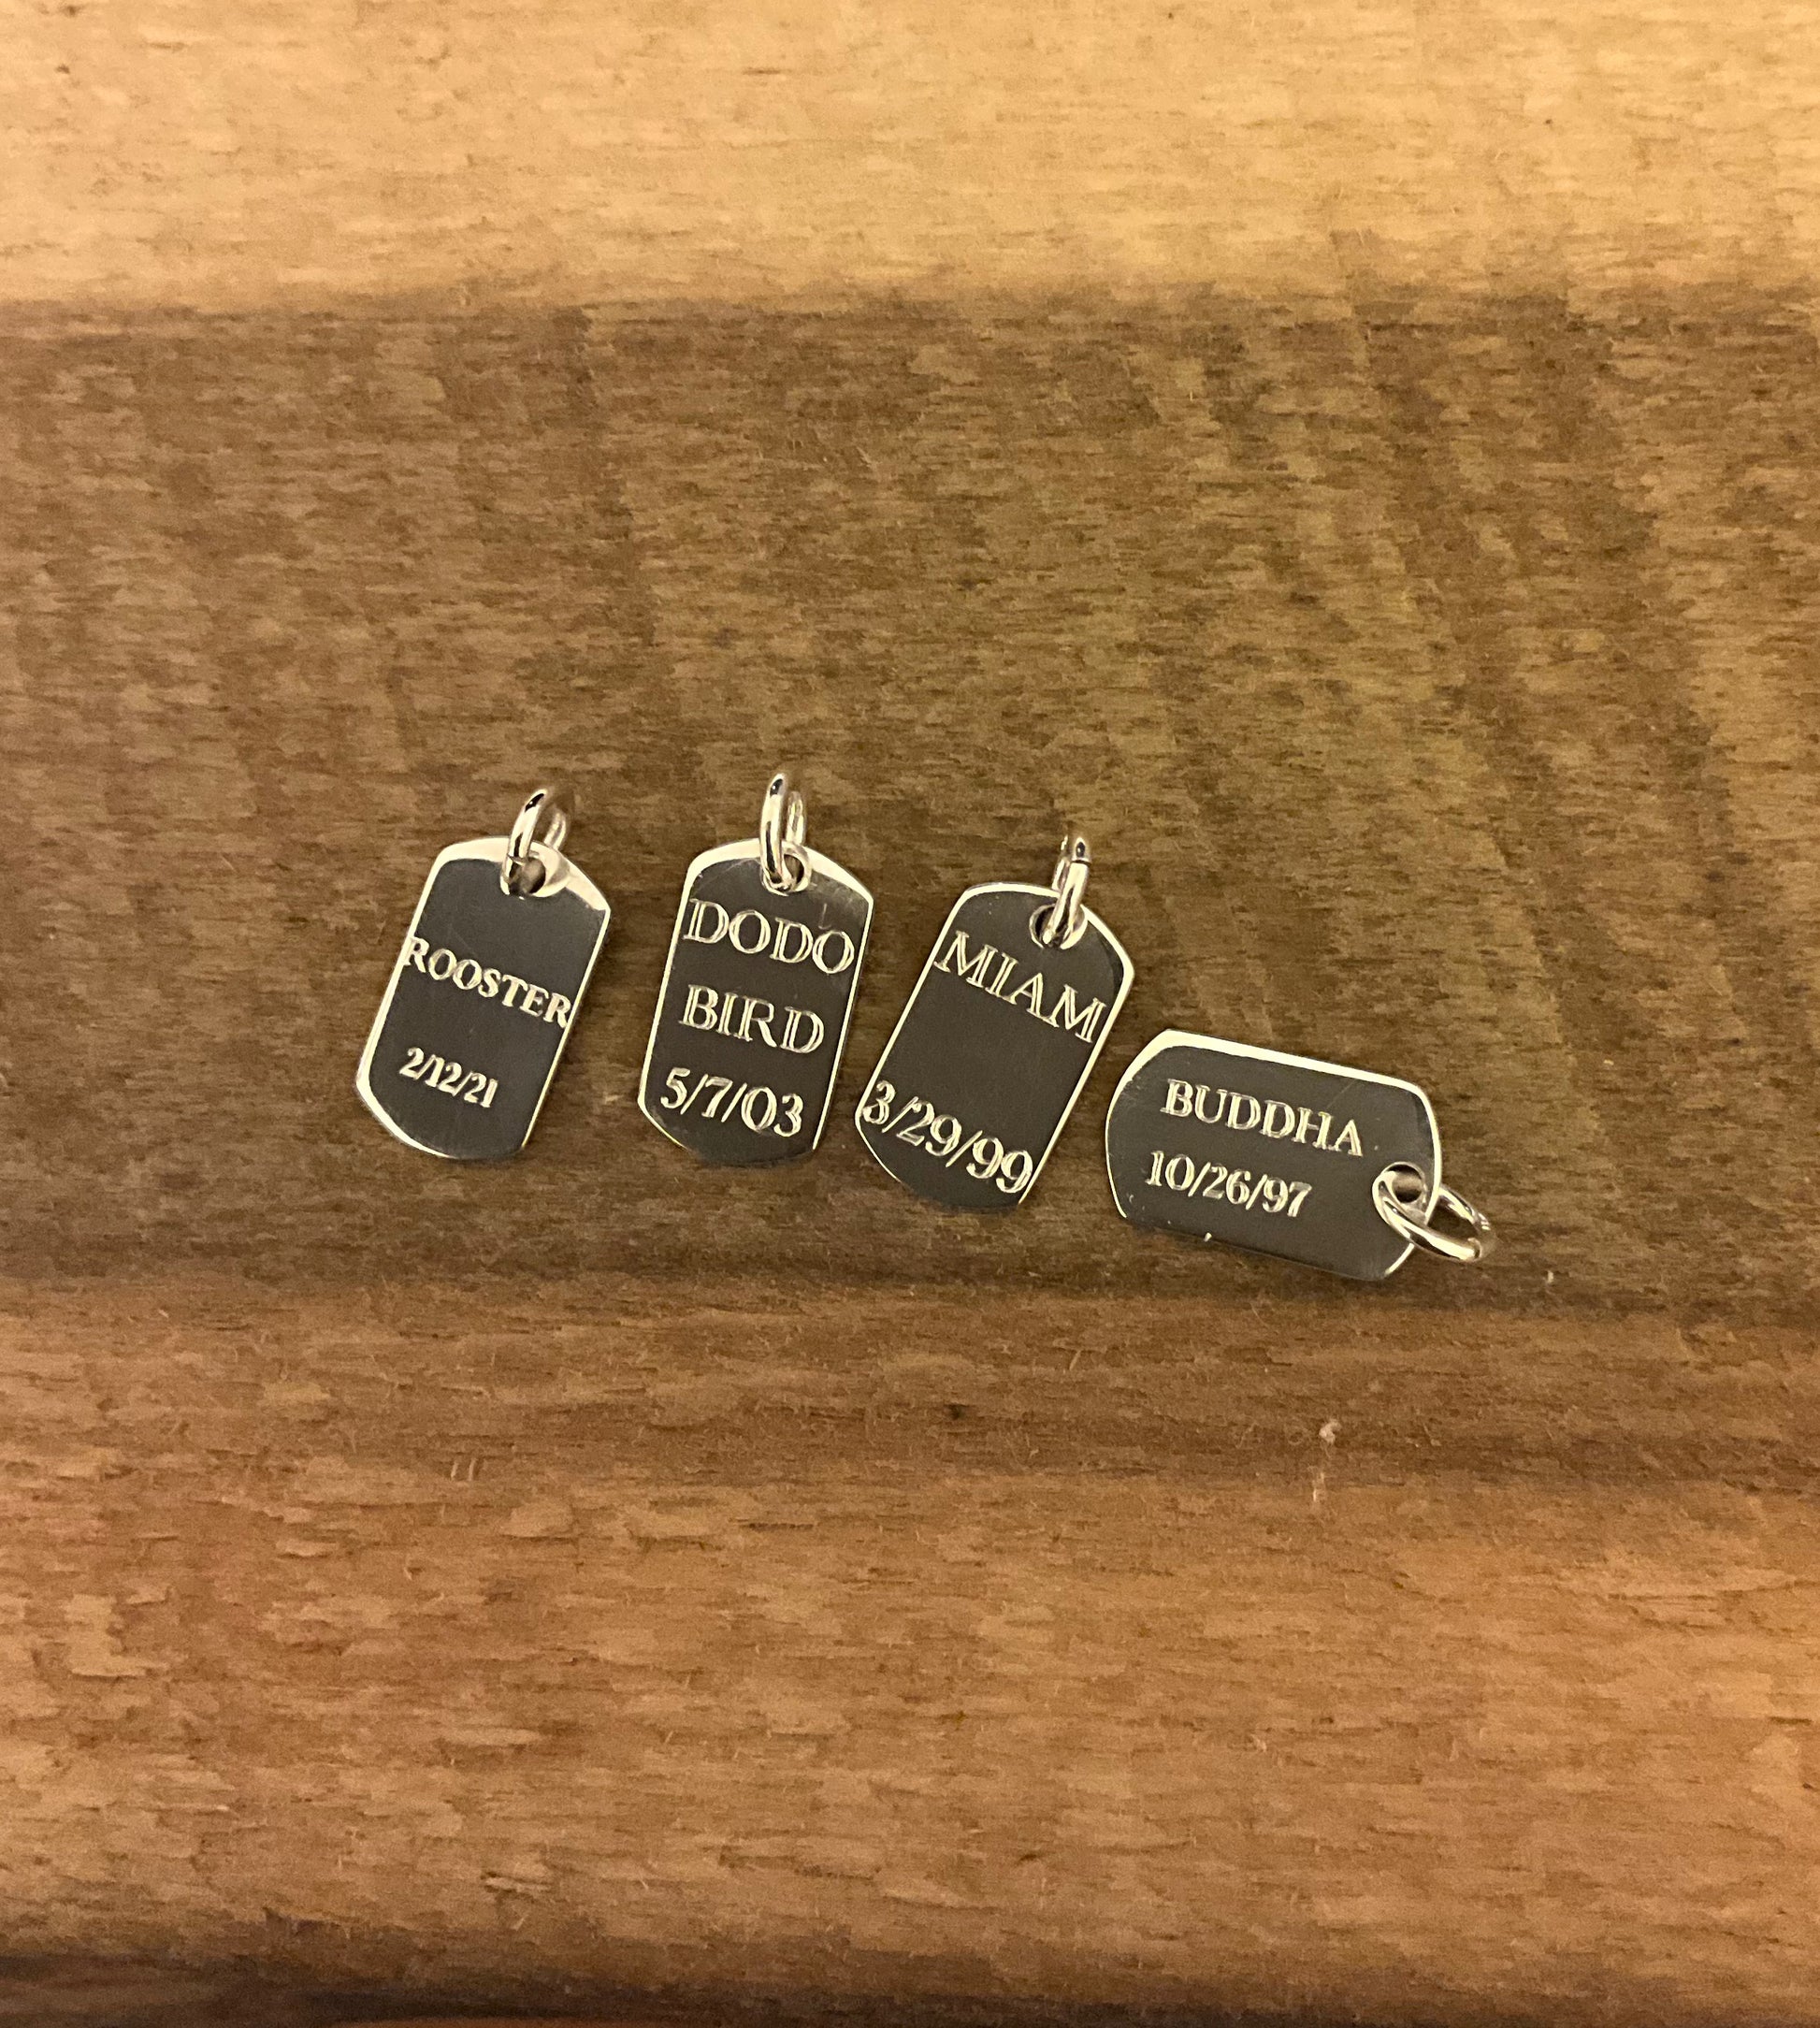 ROOSTER
2/12/21
DODO
BIRD
5/7/03
MIAM
3/29/99
BUDDHA
10/26/97